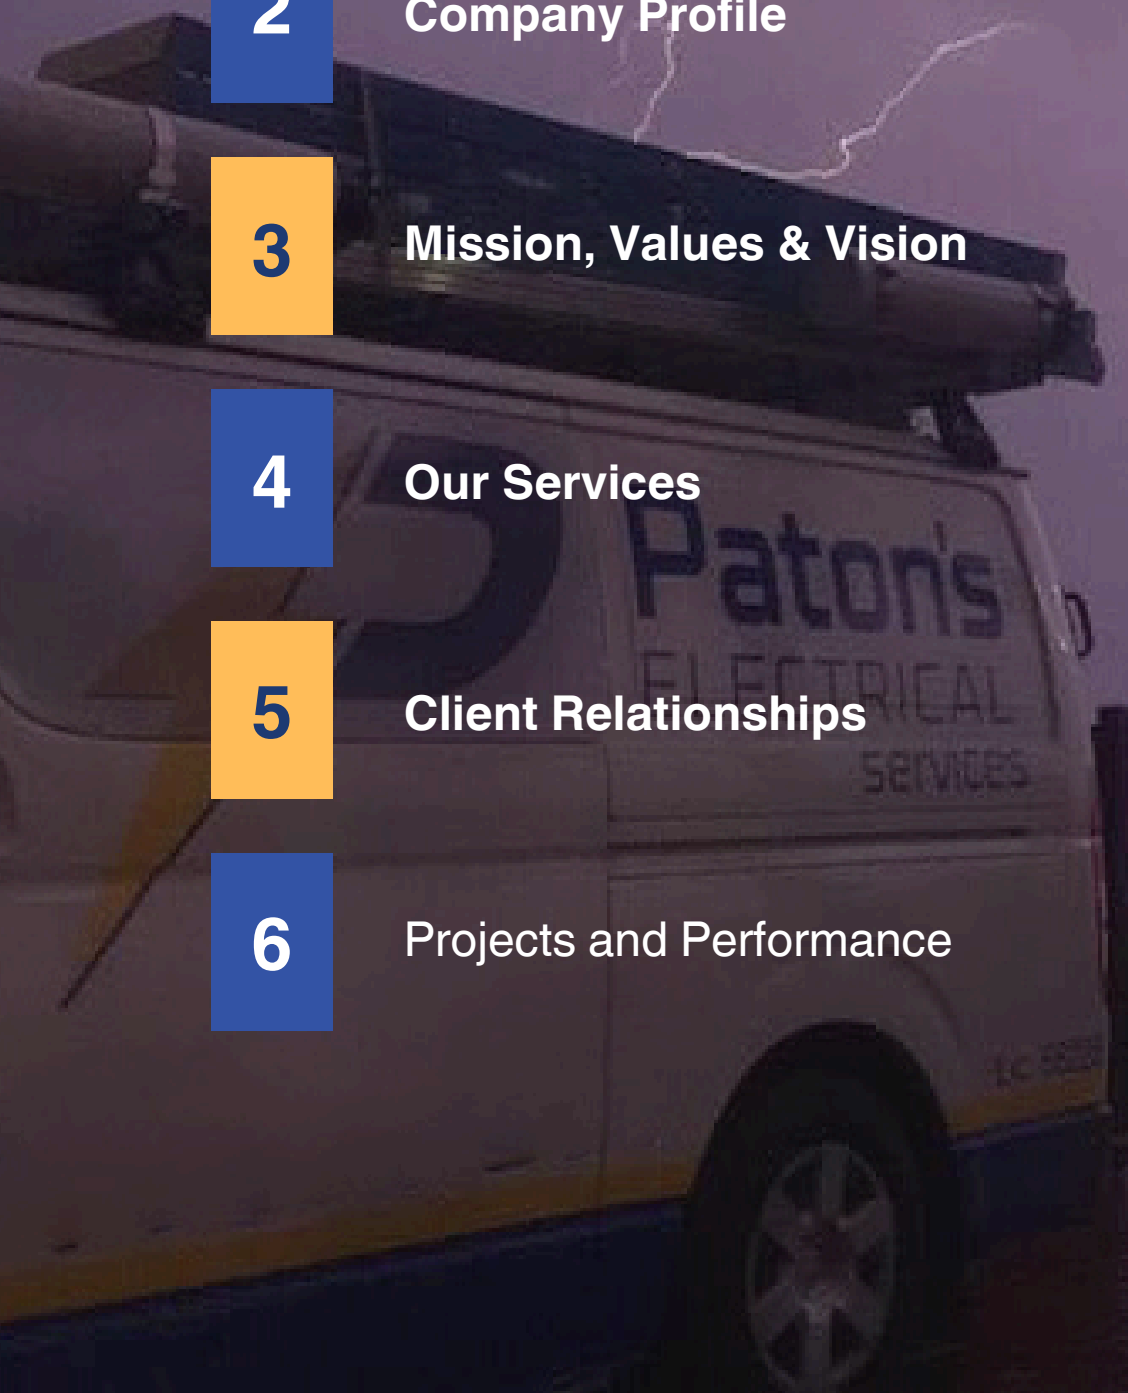 2
Company Profile
3
Mission, Values & Vision
4
Our Services
Paton's
ELECTRICAL
services
5
Client Relationships
6
Projects and Performance